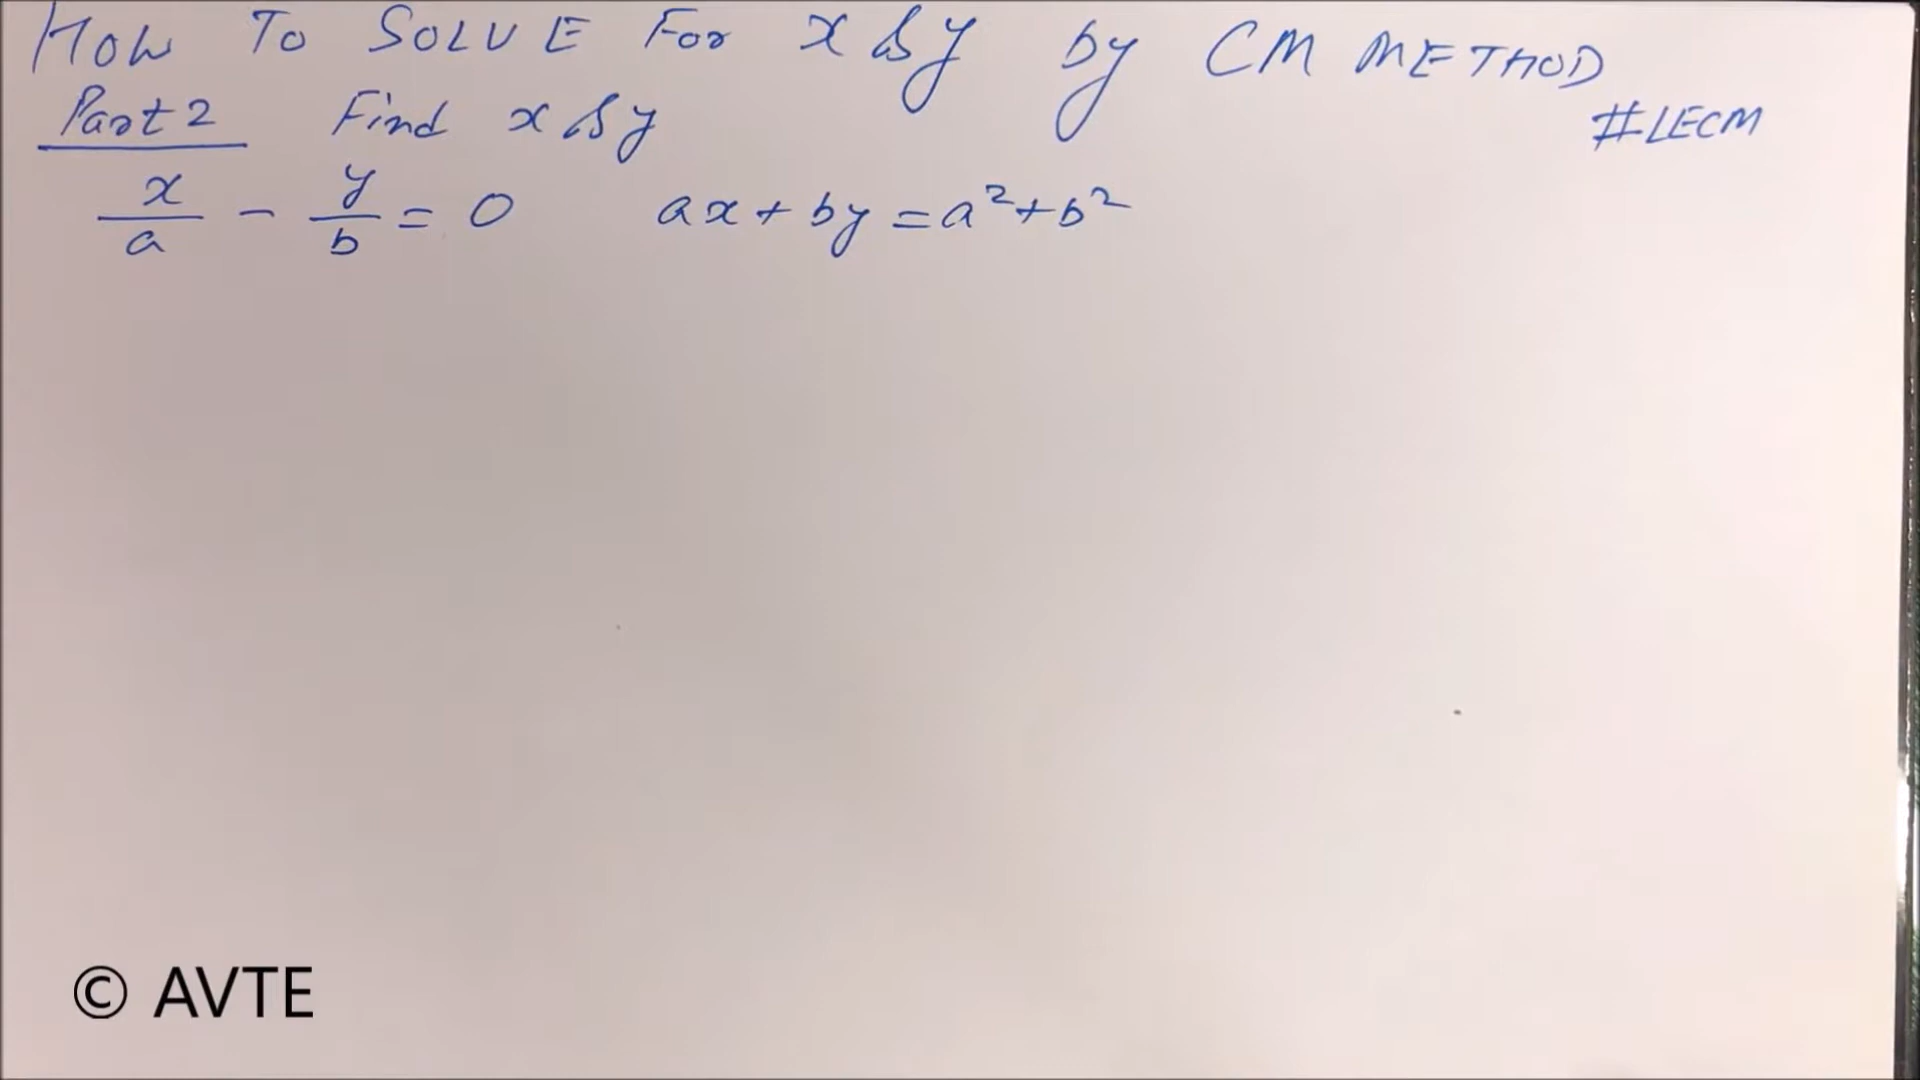 How To SOLVE For x & y by CM METHOD
Part 2 Find x & y #LECM
x/a - y/b = 0 ax + by = a² + b²
© AVTE